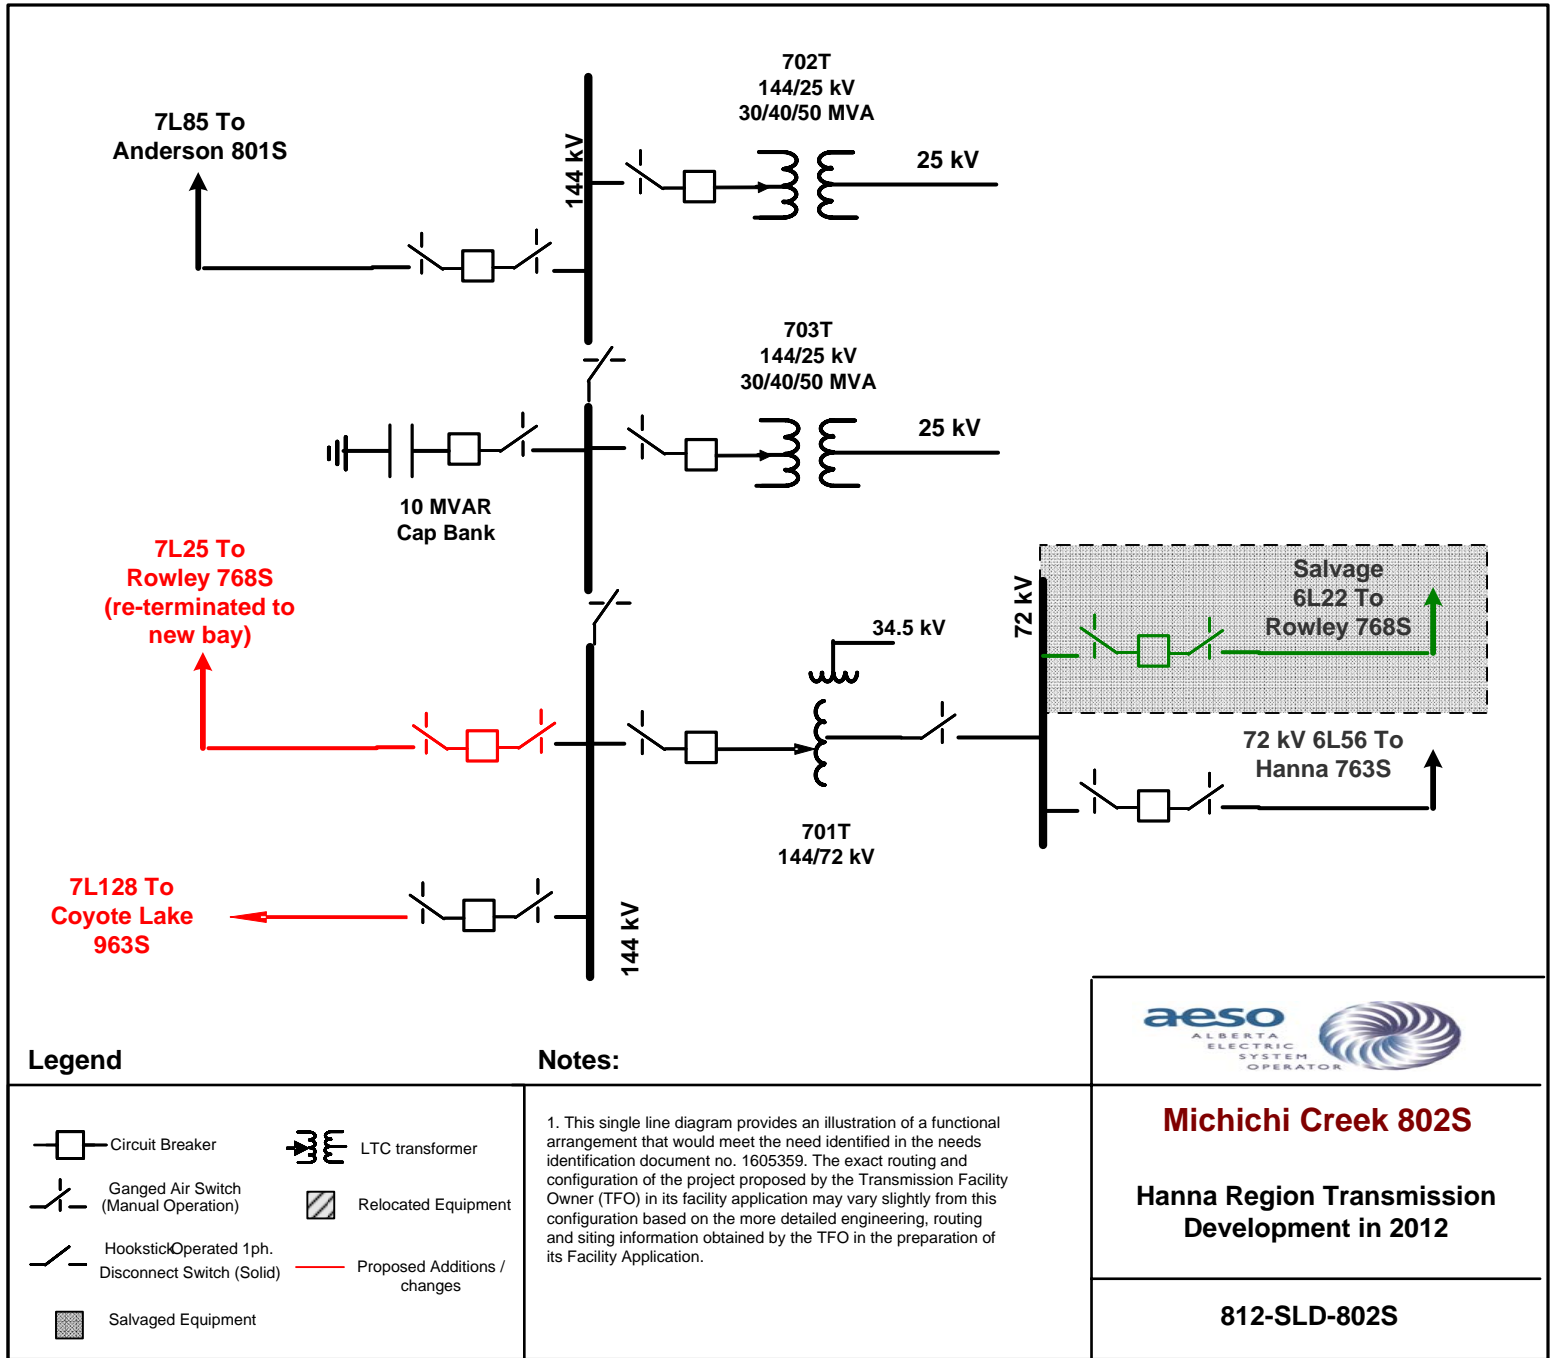 702T
144/25 kV
30/40/50 MVA
7L85 To
Anderson 801S
144 kV
25 kV
703T
144/25 kV
30/40/50 MVA
25 kV
10 MVAR
Cap Bank
7L25 To
Rowley 768S
(re-terminated to
new bay)
34.5 kV
72 kV
Salvage
6L22 To
Rowley 768S
72 kV 6L56 To
Hanna 763S
701T
144/72 kV
7L128 To
Coyote Lake
963S
144 kV
Legend
Circuit Breaker
LTC transformer
Ganged Air Switch
(Manual Operation)
Relocated Equipment
Hookstick Operated 1ph.
Disconnect Switch (Solid)
Proposed Additions /
changes
Salvaged Equipment
Notes:
1. This single line diagram provides an illustration of a functional
arrangement that would meet the need identified in the needs
identification document no. 1605359. The exact routing and
configuration of the project proposed by the Transmission Facility
Owner (TFO) in its facility application may vary slightly from this
configuration based on the more detailed engineering, routing
and siting information obtained by the TFO in the preparation of
its Facility Application.
aeso
ALBERTA
ELECTRIC
SYSTEM
OPERATOR
Michichi Creek 802S
Hanna Region Transmission
Development in 2012
812-SLD-802S